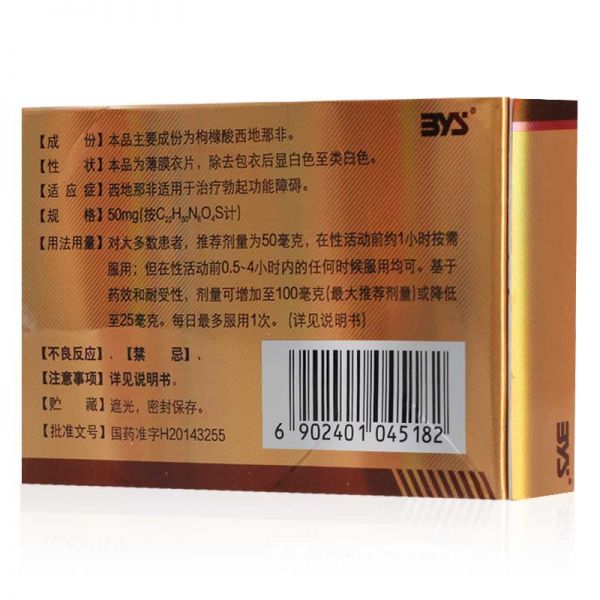 BYS®
【成 份】本品主要成份为枸橼酸西地那非。
【性 状】本品为薄膜衣片,除去包衣后显白色至类白色。
【适应症】西地那非适用于治疗勃起功能障碍。
【规 格】50mg(按C₂₂H₃₀N₆O₄S计)
【用法用量】对大多数患者,推荐剂量为50毫克,在性活动前约1小时按需
服用;但在性活动前0.5~4小时内的任何时候服用均可。基于
药效和耐受性,剂量可增加至100毫克(最大推荐剂量)或降低
至25毫克。每日最多服用1次。(详见说明书)
【不良反应】、【禁 忌】、
【注意事项】详见说明书。
【贮 藏】遮光,密封保存。
【批准文号】国药准字H20143255
6 902401 045182
BYS